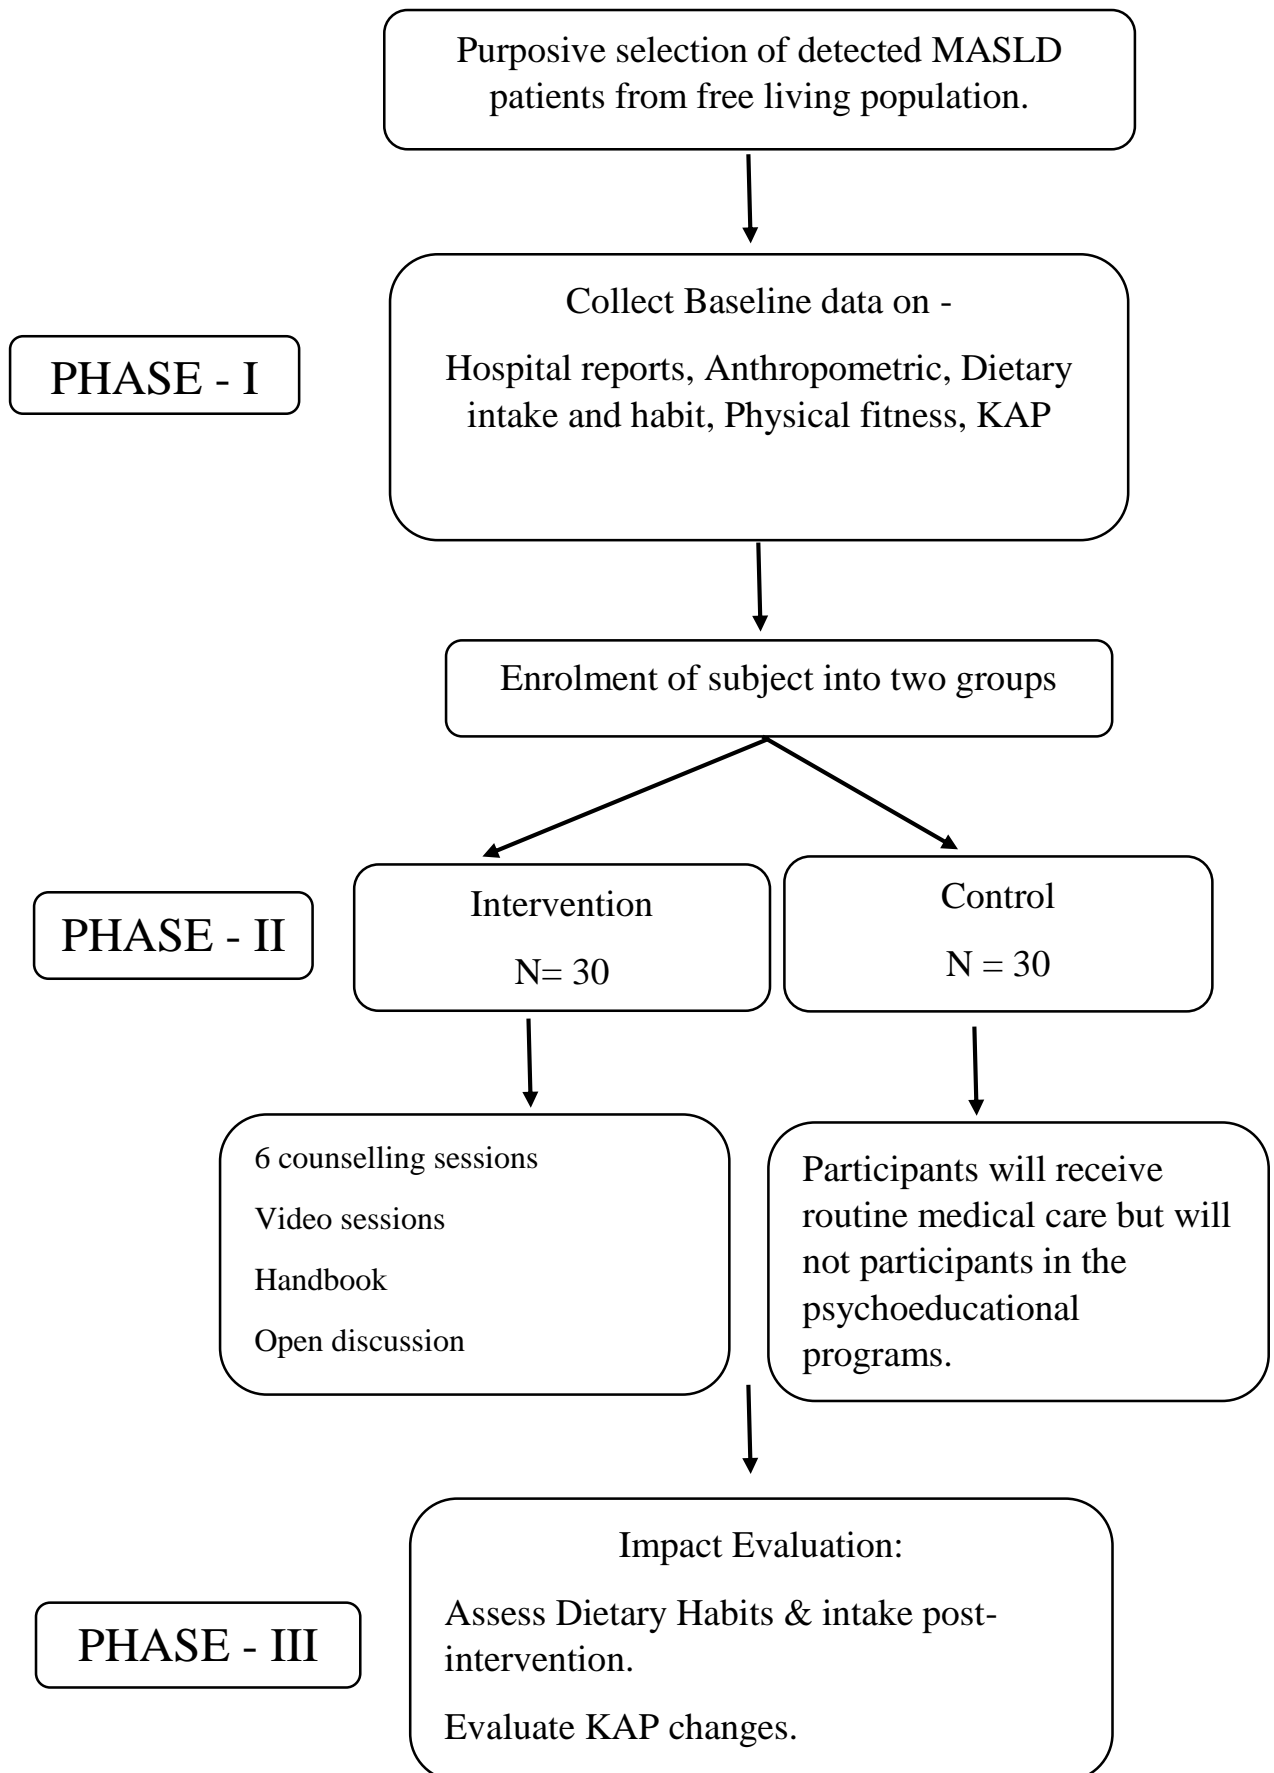 Purposive selection of detected MASLD
patients from free living population.
PHASE - I
Collect Baseline data on -
Hospital reports, Anthropometric, Dietary
intake and habit, Physical fitness, KAP
Enrolment of subject into two groups
PHASE - II
Intervention
N= 30
Control
N = 30
6 counselling sessions
Video sessions
Handbook
Open discussion
Participants will receive
routine medical care but will
not participants in the
psychoeducational
programs.
PHASE - III
Impact Evaluation:
Assess Dietary Habits & intake post-
intervention.
Evaluate KAP changes.